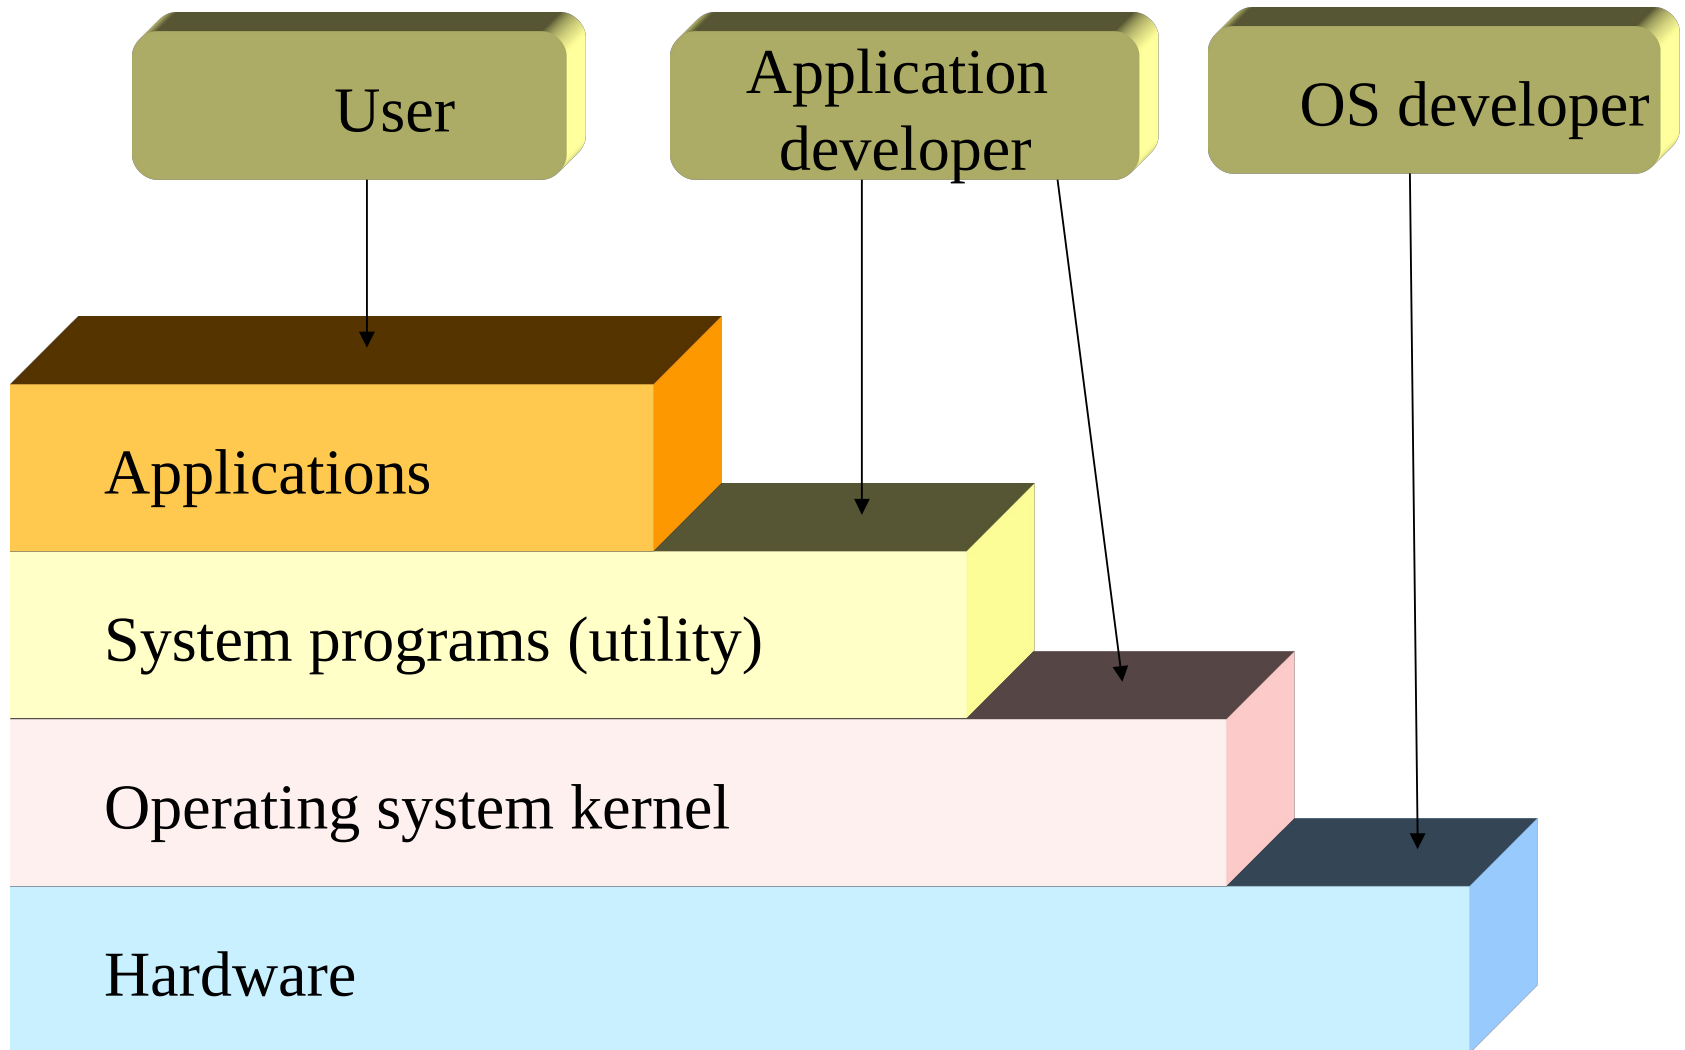 User
Application
developer
OS developer
Applications
System programs (utility)
Operating system kernel
Hardware